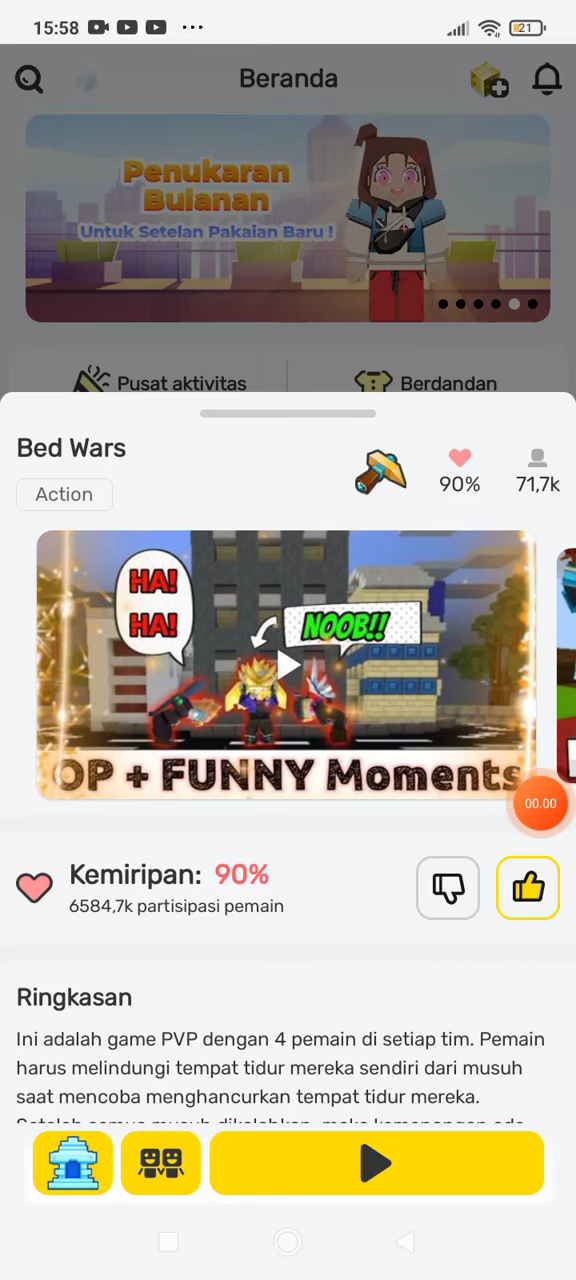 15:58
21
Beranda
Penukaran
Bulanan
Untuk Setelan Pakaian Baru !
Pusat aktivitas
Berdandan
Bed Wars
Action
90%
71,7k
HA!
HA!
NOOB!!
OP + FUNNY Moments
00.00
Kemiripan: 90%
6584,7k partisipasi pemain
Ringkasan
Ini adalah game PVP dengan 4 pemain di setiap tim. Pemain
harus melindungi tempat tidur mereka sendiri dari musuh
saat mencoba menghancurkan tempat tidur mereka.